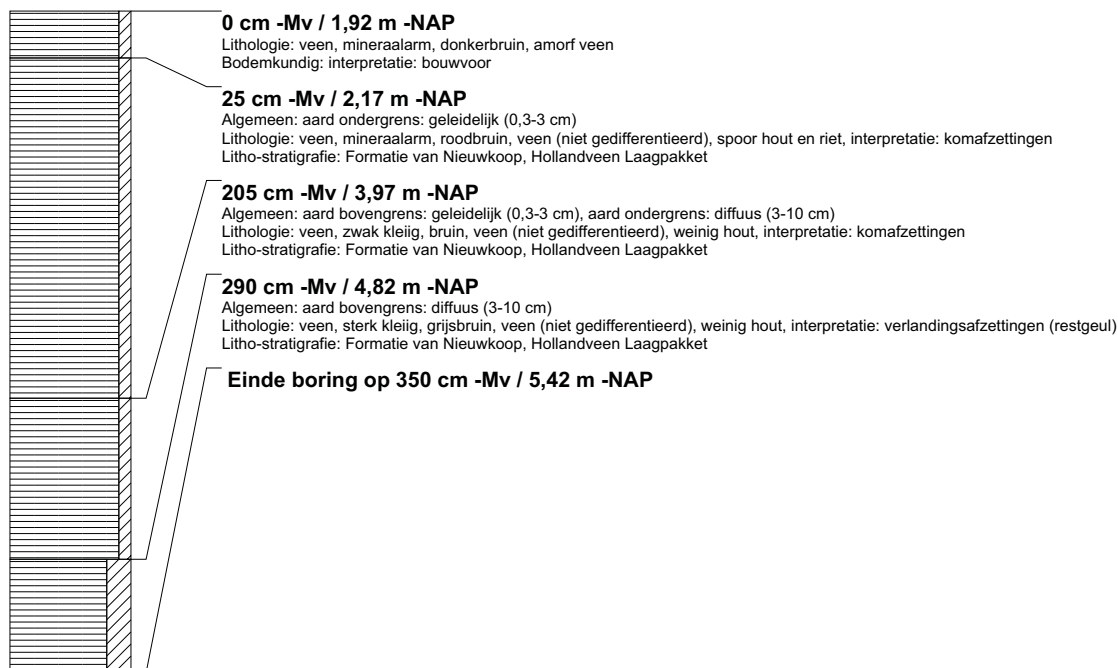 0 cm -Mv / 1,92 m -NAP
Lithologie: veen, mineraalarm, donkerbruin, amorf veen
Bodemkundig: interpretatie: bouwvoor
25 cm -Mv / 2,17 m -NAP
Algemeen: aard ondergrens: geleidelijk (0,3-3 cm)
Lithologie: veen, mineraalarm, roodbruin, veen (niet gedifferentieerd), spoor hout en riet, interpretatie: komafzettingen
Litho-stratigrafie: Formatie van Nieuwkoop, Hollandveen Laagpakket
205 cm -Mv / 3,97 m -NAP
Algemeen: aard bovengrens: geleidelijk (0,3-3 cm), aard ondergrens: diffuus (3-10 cm)
Lithologie: veen, zwak kleiig, bruin, veen (niet gedifferentieerd), weinig hout, interpretatie: komafzettingen
Litho-stratigrafie: Formatie van Nieuwkoop, Hollandveen Laagpakket
290 cm -Mv / 4,82 m -NAP
Algemeen: aard bovengrens: diffuus (3-10 cm)
Lithologie: veen, sterk kleiig, grijsbruin, veen (niet gedifferentieerd), weinig hout, interpretatie: verlandingsafzettingen (restgeul)
Litho-stratigrafie: Formatie van Nieuwkoop, Hollandveen Laagpakket
Einde boring op 350 cm -Mv / 5,42 m -NAP